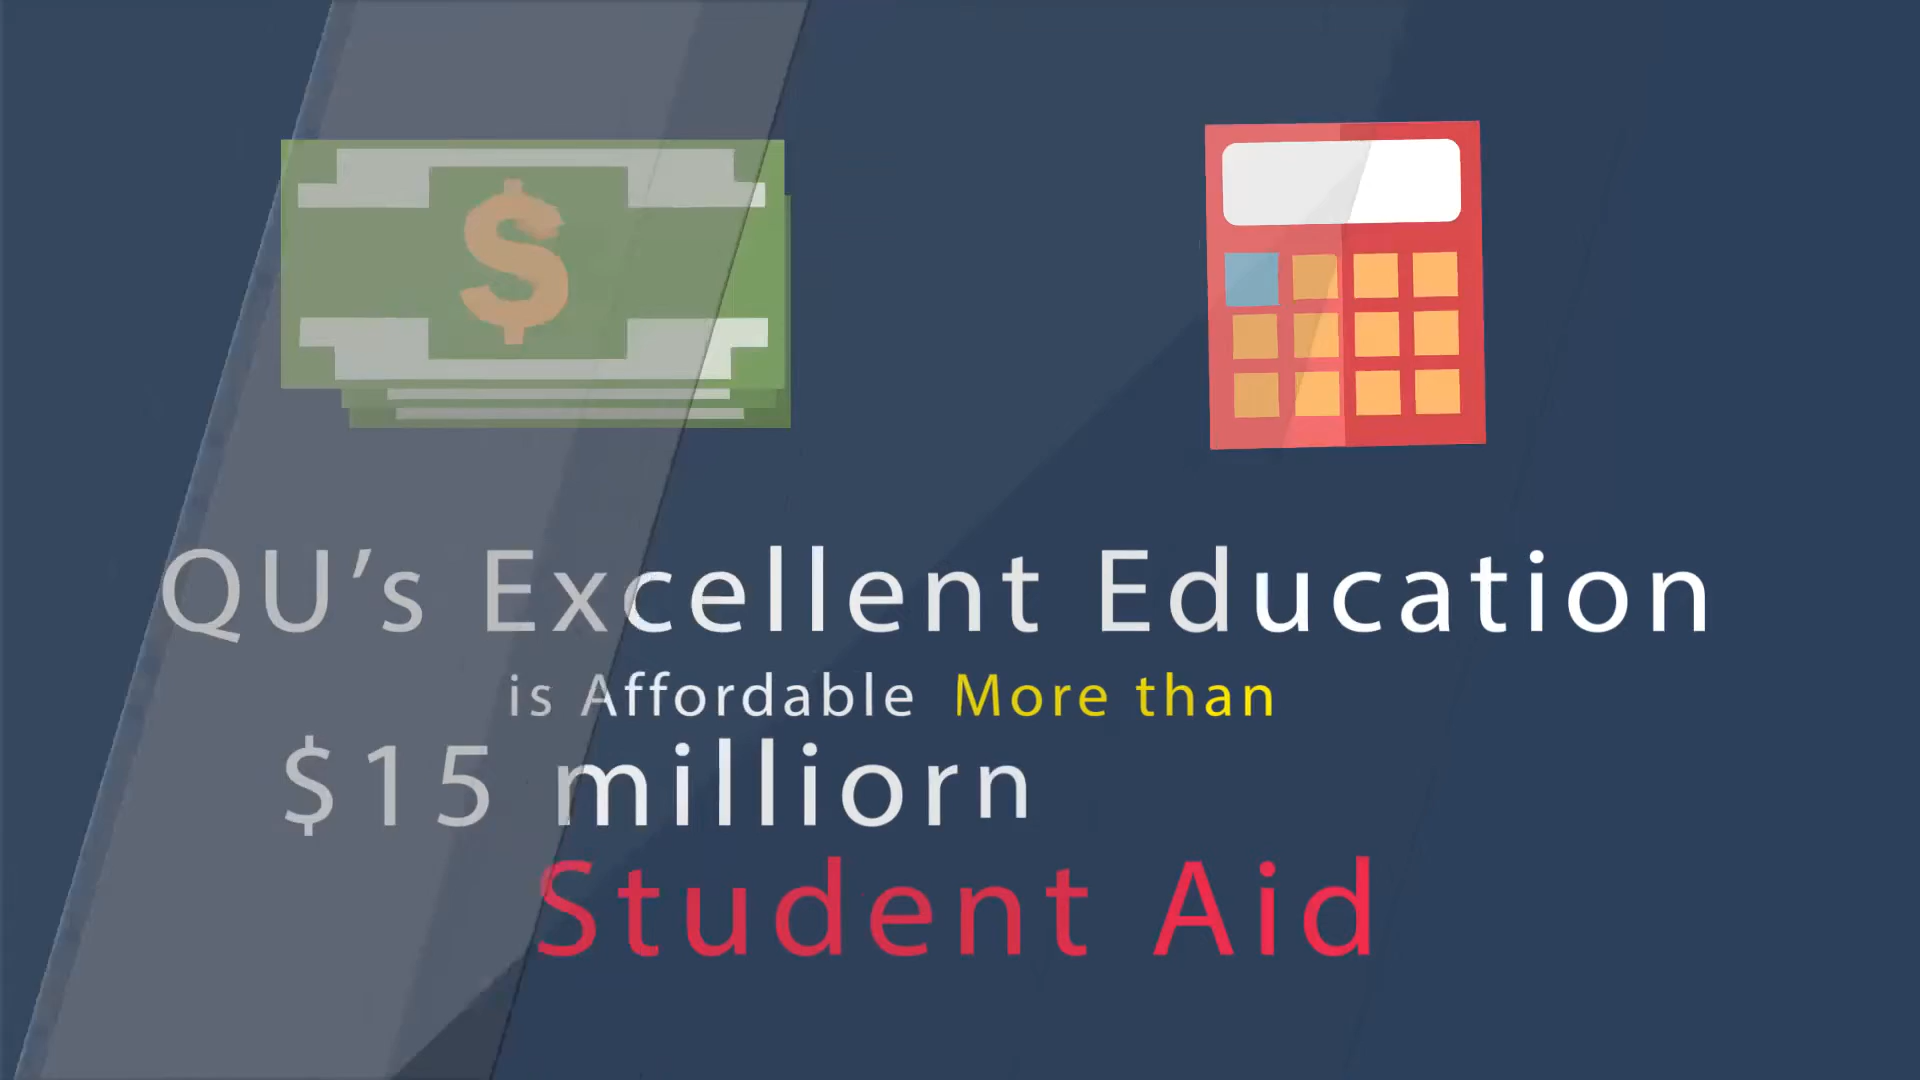 $
QU’s Excellent Education
is Affordable More than
$15 milliorn
Student Aid